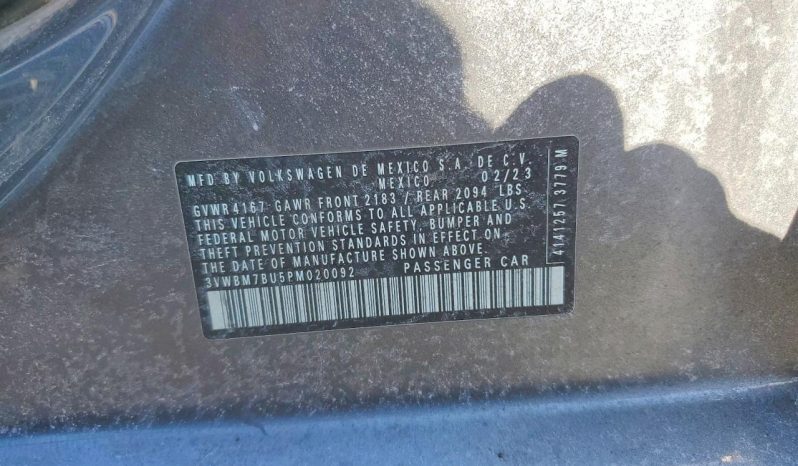 MFD BY VOLKSWAGEN DE MEXICO S.A. DE C.V.
MEXICO 02/23
GVWR 4167 GAWR FRONT 2183 / REAR 2094 LBS
THIS VEHICLE CONFORMS TO ALL APPLICABLE U.S.
FEDERAL MOTOR VEHICLE SAFETY, BUMPER AND
THEFT PREVENTION STANDARDS IN EFFECT ON
THE DATE OF MANUFACTURE SHOWN ABOVE.
3VWBM7BU5PM020092 PASSENGER CAR
41A1257 3779 M